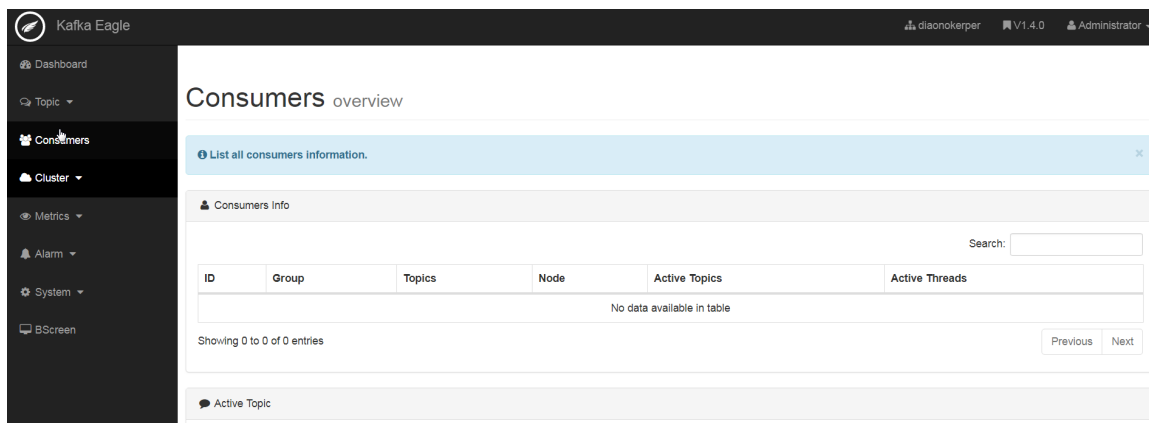 Kafka Eagle
diaonokerper V1.4.0 Administrator
Dashboard
Topic
Consumers
Cluster
Metrics
Alarm
System
BScreen
Consumers overview
List all consumers information. ×
Consumers Info
Search:
ID Group Topics Node Active Topics Active Threads
No data available in table
Showing 0 to 0 of 0 entries
Previous Next
Active Topic